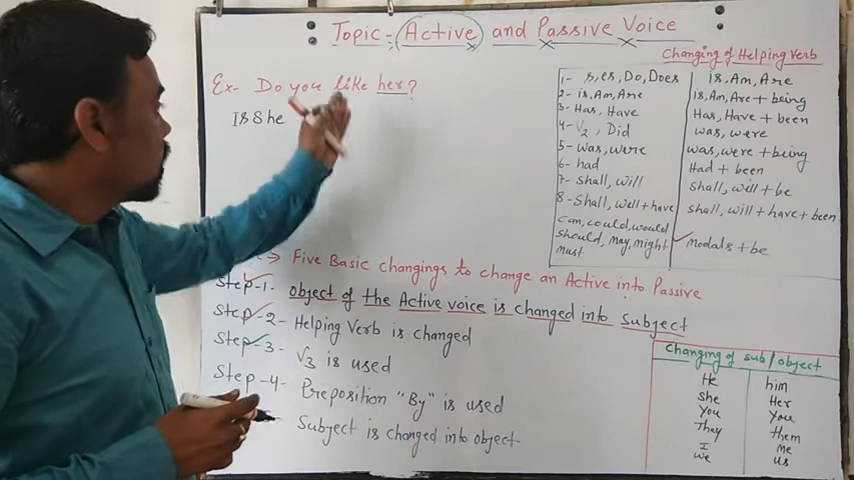 Topic - Active and Passive Voice
Changing of Helping Verb
Ex- Do you like her?
Is She
1- s, es, Do, Does is, Am, Are
2- is, Am, Are is, Am, Are + being
3- Has, Have Has, Have + been
4- V2, Did was, were
5- was, were was, were + being
6- had Had + been
7- shall, will shall, will + be
8- Shall, will + have shall, will + have + been
can, could, would
should, may, might Modals + be
must
→ Five Basic changings to change an Active into Passive
Step-1. object of the Active voice is changed into Subject
Step-2- Helping Verb is changed
Step-3- V3 is used
Step-4- Preposition "By" is used
Subject is changed into object
Changing of sub/object
He him
She Her
You You
They them
I me
we us